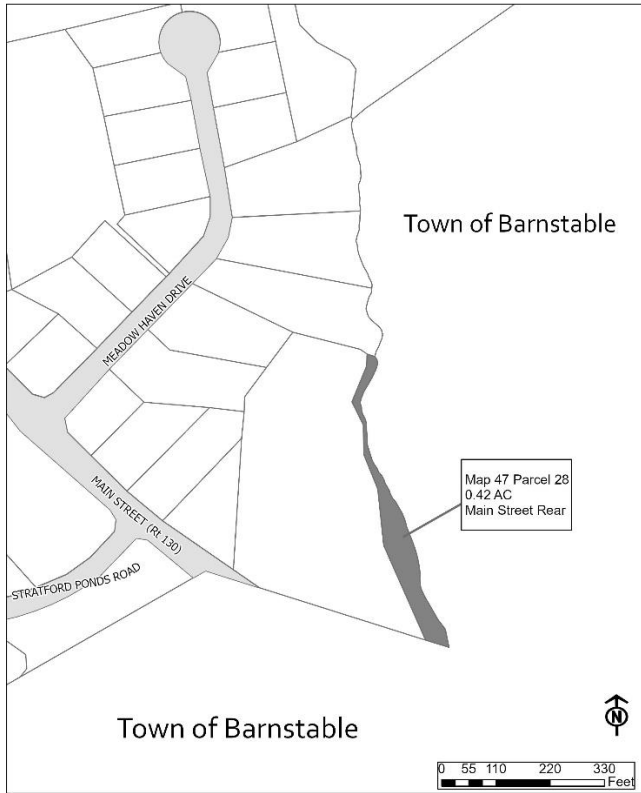 Town of Barnstable
MEADOW HAVEN DRIVE
Map 47 Parcel 28
0.42 AC
Main Street Rear
MAIN STREET (Rt 130)
STRATFORD PONDS ROAD
Town of Barnstable
N
0 55 110 220 330
Feet